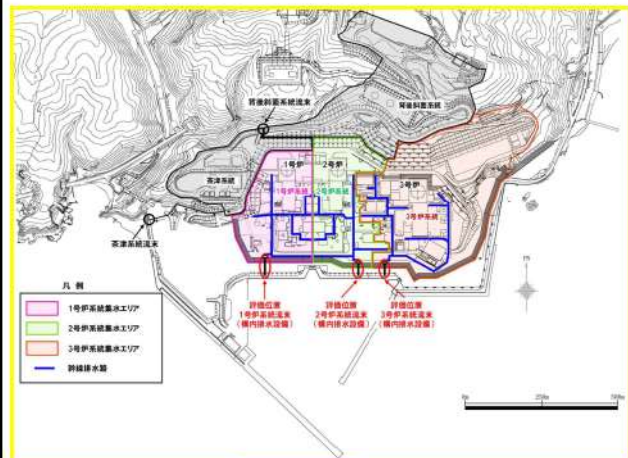 背後斜面系統流末
背後斜面系統
茶津系統
茶津系統流末
1号炉
2号炉
3号炉
1号炉系統
2号炉系統
3号炉系統
評価位置
1号炉系統流末
(構内排水設備)
評価位置
2号炉系統流末
(構内排水設備)
評価位置
3号炉系統流末
(構内排水設備)
凡例
1号炉系統集水エリア
2号炉系統集水エリア
3号炉系統集水エリア
幹線排水路
0m
250m
500m